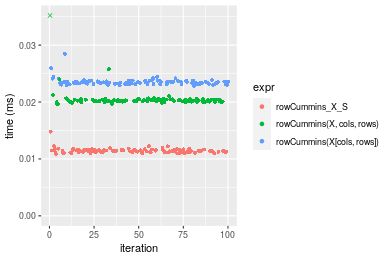 0.03
0.02
0.01
0.00
time (ms)
0
25
50
75
100
iteration
expr
rowCummins_X_S
rowCummins(X, cols, rows)
rowCummins(X[cols, rows])